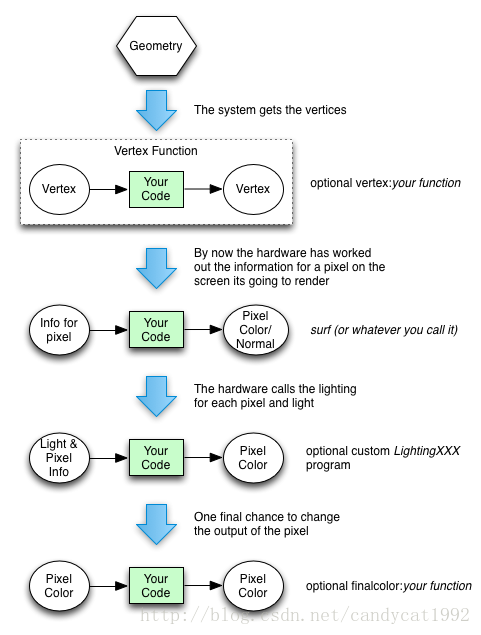 Geometry
The system gets the vertices
Vertex Function
Vertex
Your
Code
Vertex
optional vertex:your function
By now the hardware has worked
out the information for a pixel on the
screen its going to render
Info for
pixel
Your
Code
Pixel
Color/
Normal
surf (or whatever you call it)
The hardware calls the lighting
for each pixel and light
Light &
Pixel
Info
Your
Code
Pixel
Color
optional custom LightingXXX
program
One final chance to change
the output of the pixel
Pixel
Color
Your
Code
Pixel
Color
optional finalcolor:your function
http://blog.csdn.net/candycat1992